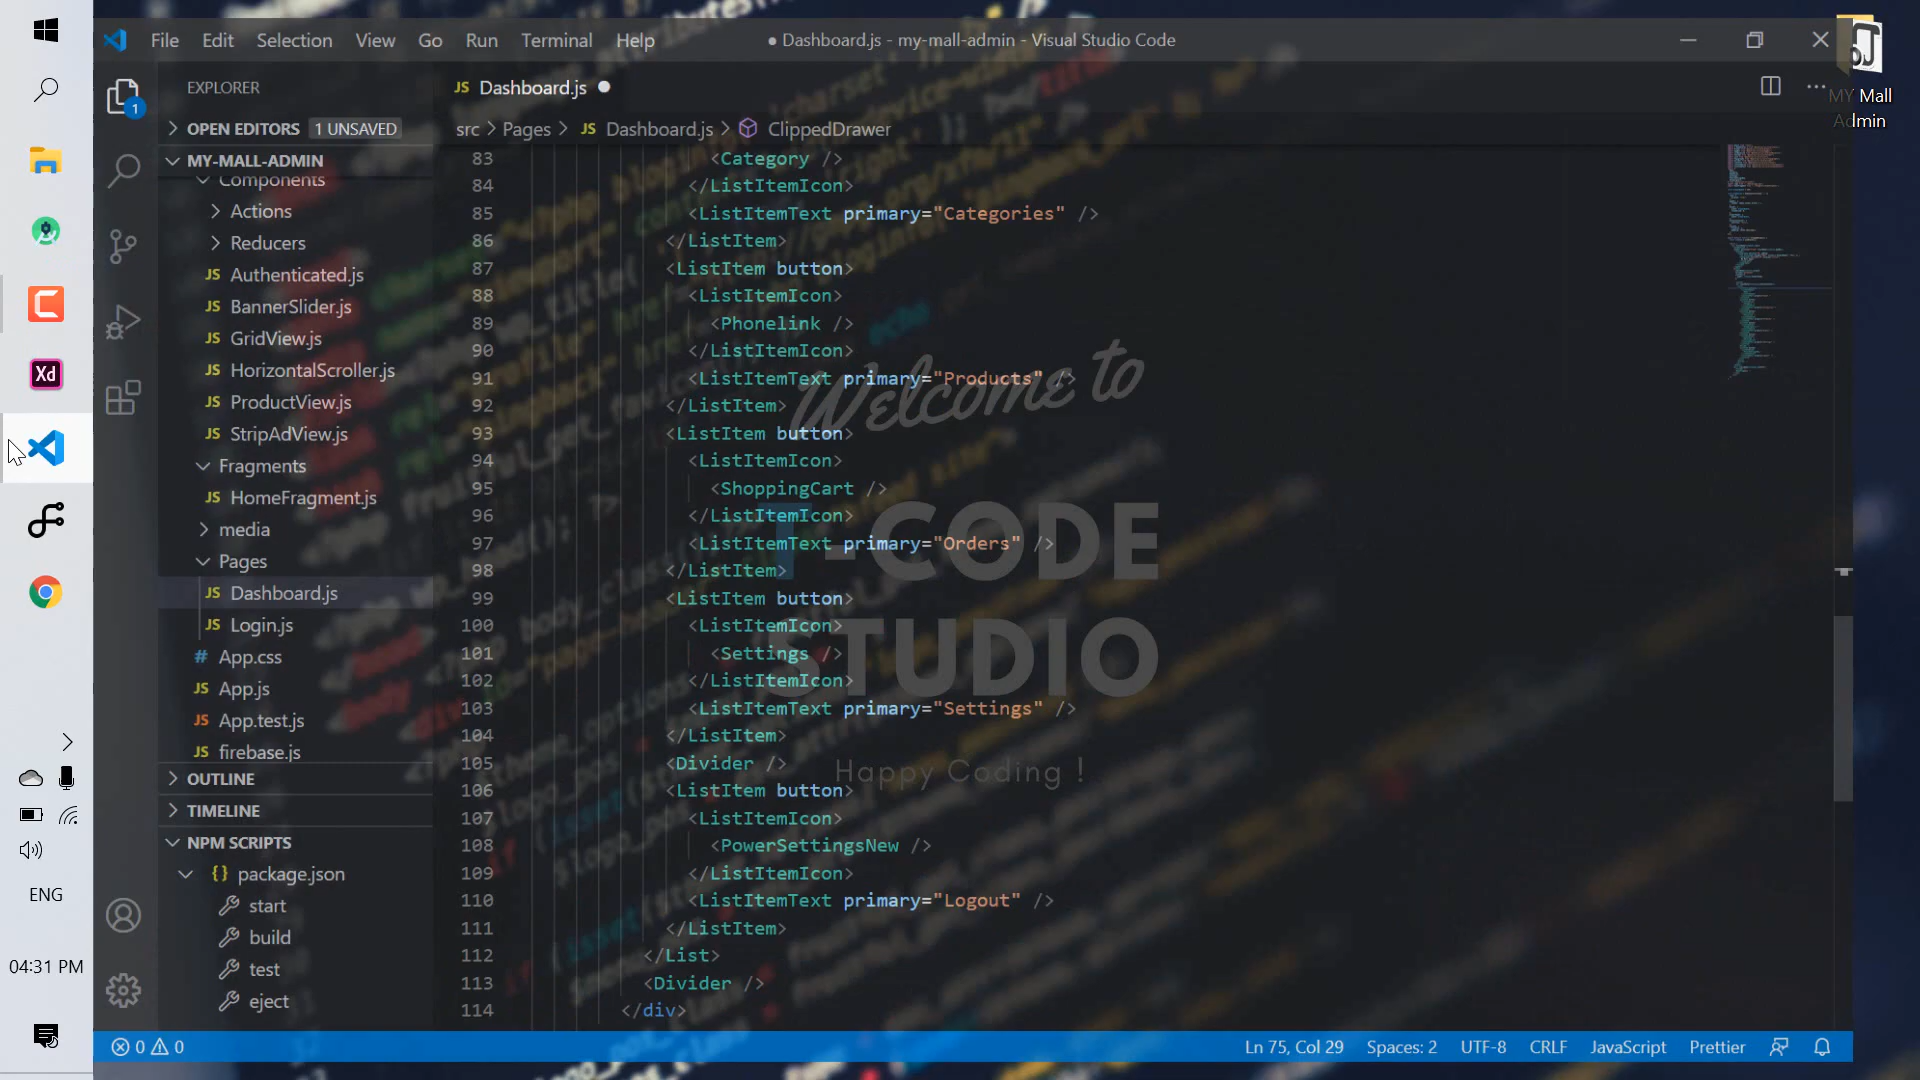 File Edit Selection View Go Run Terminal Help
● Dashboard.js - my-mall-admin - Visual Studio Code
MY Mall
Admin
EXPLORER
OPEN EDITORS 1 UNSAVED
MY-MALL-ADMIN
Components
Actions
Reducers
JS Authenticated.js
JS BannerSlider.js
JS GridView.js
JS HorizontalScroller.js
JS ProductView.js
JS StripAdView.js
Fragments
JS HomeFragment.js
media
Pages
JS Dashboard.js
JS Login.js
# App.css
JS App.js
JS App.test.js
JS firebase.js
OUTLINE
TIMELINE
NPM SCRIPTS
{} package.json
start
build
test
eject
1
Xd
ENG
04:31 PM
JS Dashboard.js ●
src > Pages > JS Dashboard.js > ClippedDrawer
83 <Category />
84 </ListItemIcon>
85 <ListItemText primary="Categories" />
86 </ListItem>
87 <ListItem button>
88 <ListItemIcon>
89 <Phonelink />
90 </ListItemIcon>
91 <ListItemText primary="Products" />
92 </ListItem>
93 <ListItem button>
94 <ListItemIcon>
95 <ShoppingCart />
96 </ListItemIcon>
97 <ListItemText primary="Orders" />
98 </ListItem>
99 <ListItem button>
100 <ListItemIcon>
101 <Settings />
102 </ListItemIcon>
103 <ListItemText primary="Settings" />
104 </ListItem>
105 <Divider />
106 <ListItem button>
107 <ListItemIcon>
108 <PowerSettingsNew />
109 </ListItemIcon>
110 <ListItemText primary="Logout" />
111 </ListItem>
112 </List>
113 <Divider />
114 </div>
Welcome to
-CODE
STUDIO
Happy Coding !
0 0
Ln 75, Col 29 Spaces: 2 UTF-8 CRLF JavaScript Prettier